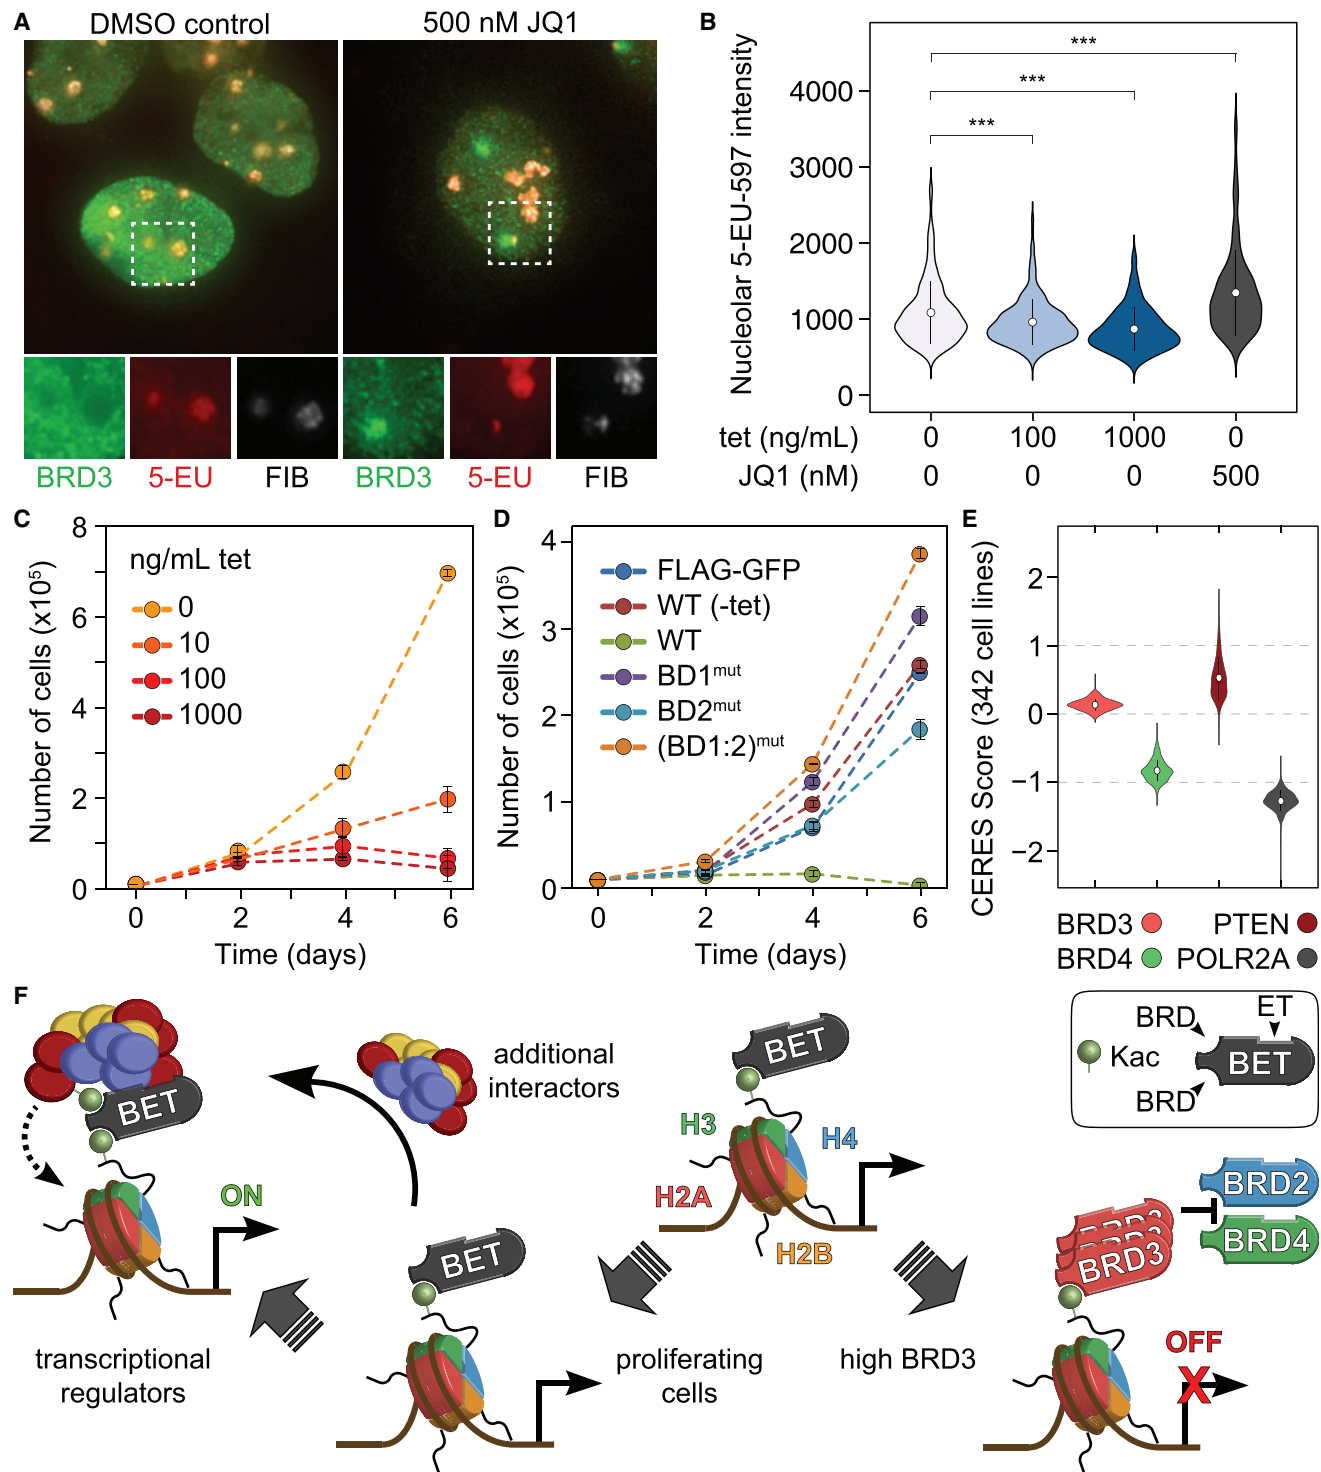 A
DMSO control
500 nM JQ1
BRD3
5-EU
FIB
BRD3
5-EU
FIB
B
Nucleolar 5-EU-597 intensity
4000
3000
2000
1000
0
***
***
***
tet (ng/mL)
0
100
1000
0
JQ1 (nM)
0
0
0
500
C
Number of cells (x10⁵)
8
6
4
2
0
ng/mL tet
0
10
100
1000
0
2
4
6
Time (days)
D
Number of cells (x10⁵)
4
3
2
1
0
FLAG-GFP
WT (-tet)
WT
BD1ᵐᵘᵗ
BD2ᵐᵘᵗ
(BD1:2)ᵐᵘᵗ
0
2
4
6
Time (days)
E
CERES Score (342 cell lines)
2
1
0
−1
−2
BRD3
PTEN
BRD4
POLR2A
F
BET
ON
transcriptional
regulators
additional
interactors
BET
BET
H3
H4
H2A
H2B
proliferating
cells
high BRD3
BRD
ET
Kac
BET
BRD
BRD3
BRD3
BRD3
BRD2
BRD4
OFF
X